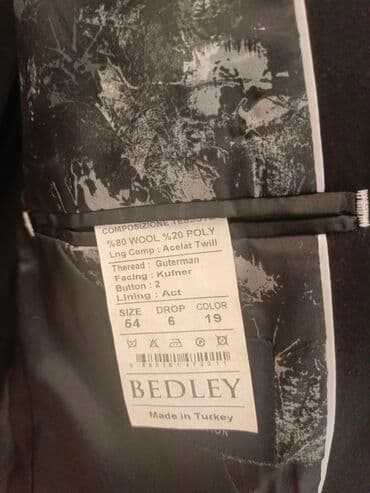 COMPOSIZIONE TESSUTO
%80 WOOL %20 POLY
Lng Comp : Acelat Twill
Theread : Guterman
Facing : Kufner
Button : 2
Lining : Act
SIZE DROP COLOR
54 6 19
BEDLEY
Made in Turkey